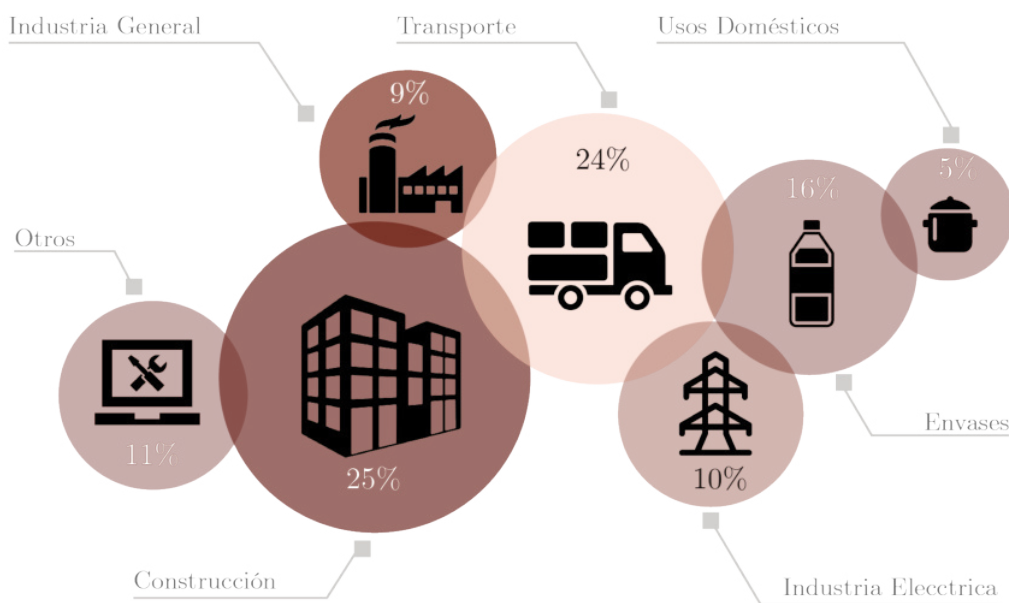 Industria General
Transporte
Usos Domésticos
9%
24%
16%
5%
Otros
11%
25%
10%
Envases
Construcción
Industria Elecctrica